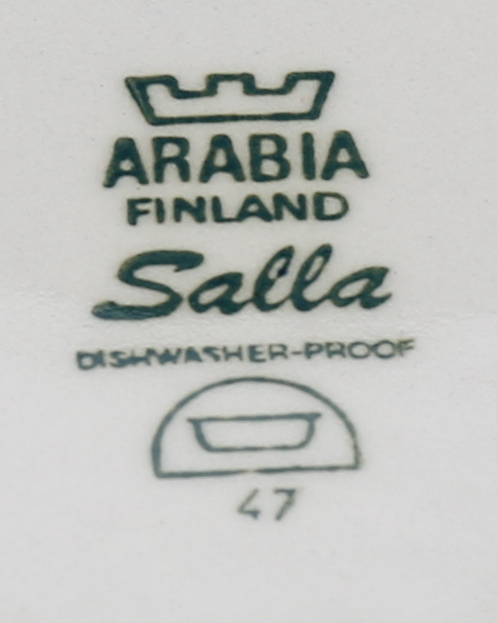 ARABIA
FINLAND
Salla
DISHWASHER-PROOF
47